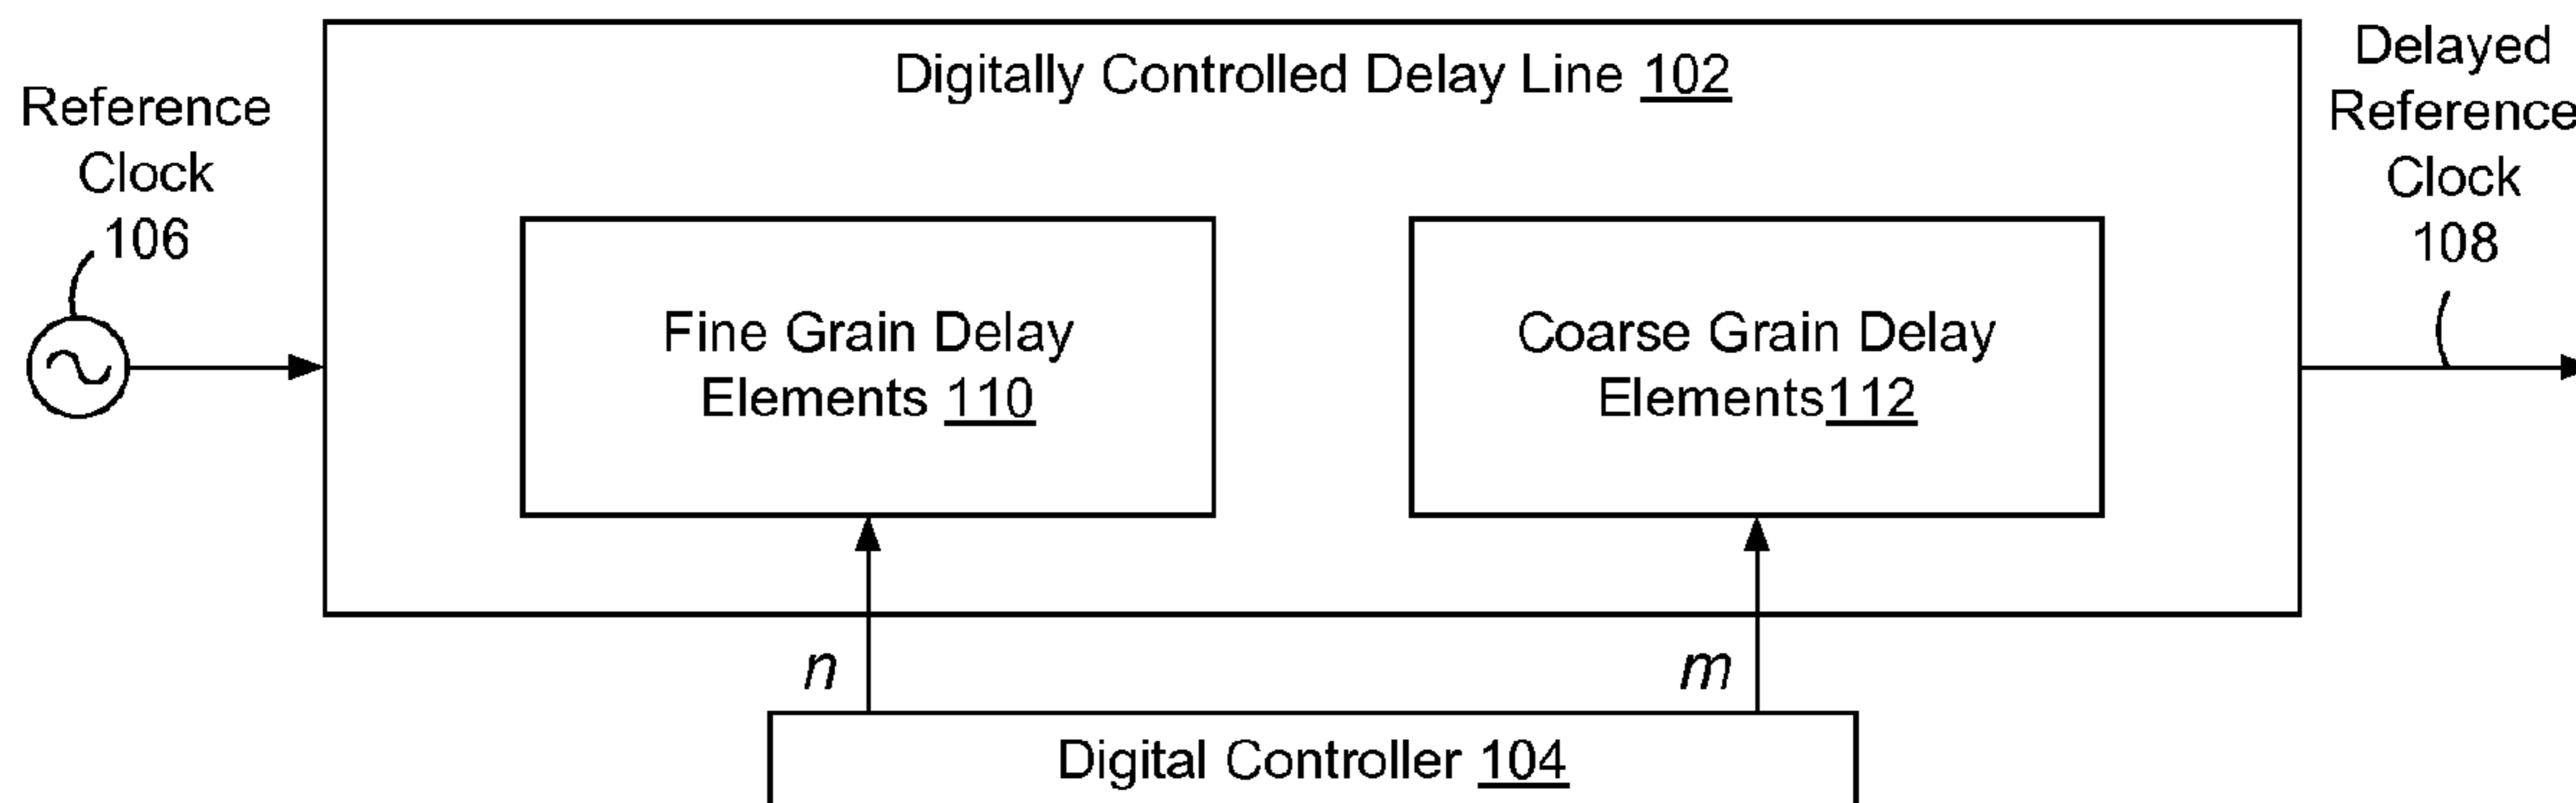 Digitally Controlled Delay Line 102
Reference
Clock
106
Delayed
Reference
Clock
108
Fine Grain Delay
Elements 110
Coarse Grain Delay
Elements112
n
m
Digital Controller 104